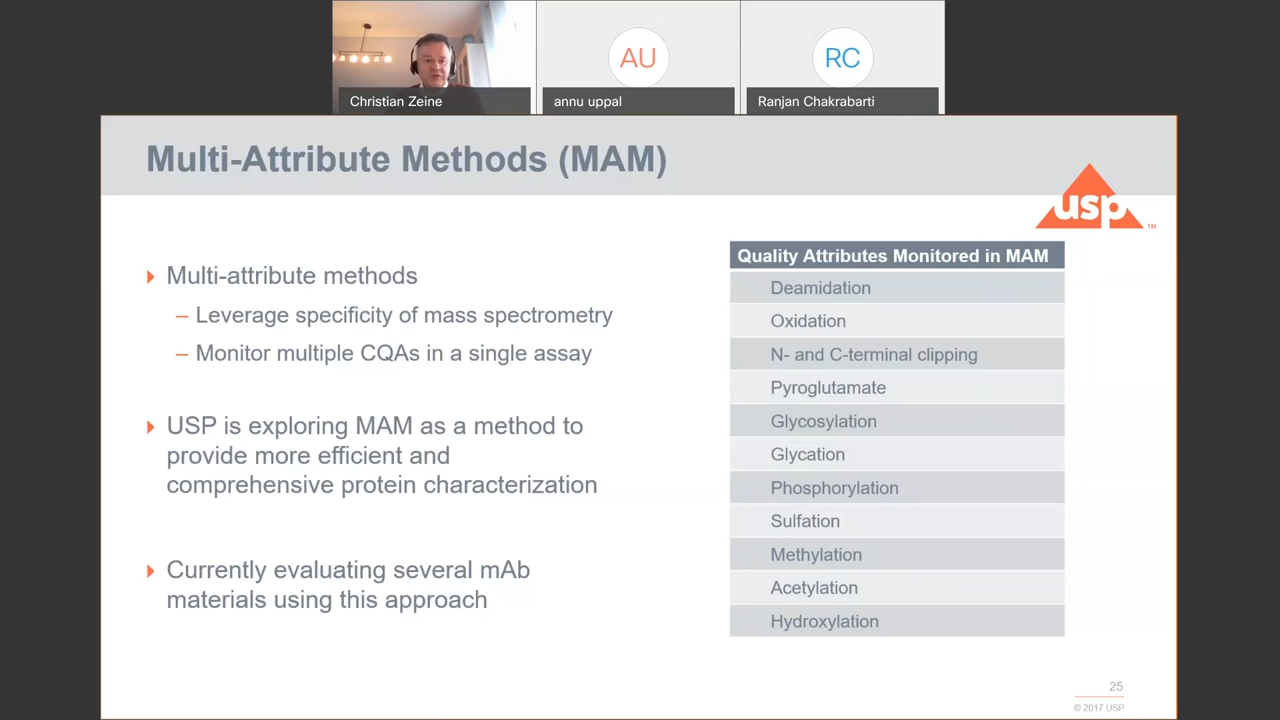 AU
RC
Christian Zeine
annu uppal
Ranjan Chakrabarti
Multi-Attribute Methods (MAM)
usp™
Multi-attribute methods
– Leverage specificity of mass spectrometry
– Monitor multiple CQAs in a single assay
USP is exploring MAM as a method to
provide more efficient and
comprehensive protein characterization
Currently evaluating several mAb
materials using this approach
Quality Attributes Monitored in MAM
Deamidation
Oxidation
N- and C-terminal clipping
Pyroglutamate
Glycosylation
Glycation
Phosphorylation
Sulfation
Methylation
Acetylation
Hydroxylation
25
© 2017 USP